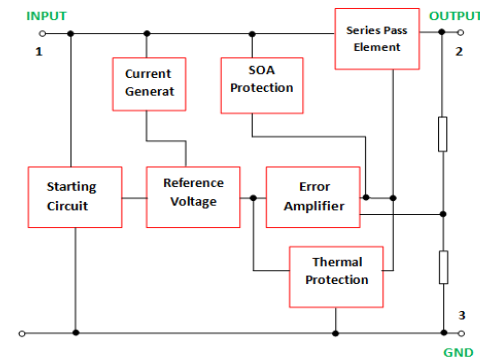 INPUT
OUTPUT
1
2
Series Pass
Element
Current
Generat
SOA
Protection
Starting
Circuit
Reference
Voltage
Error
Amplifier
Thermal
Protection
3
GND